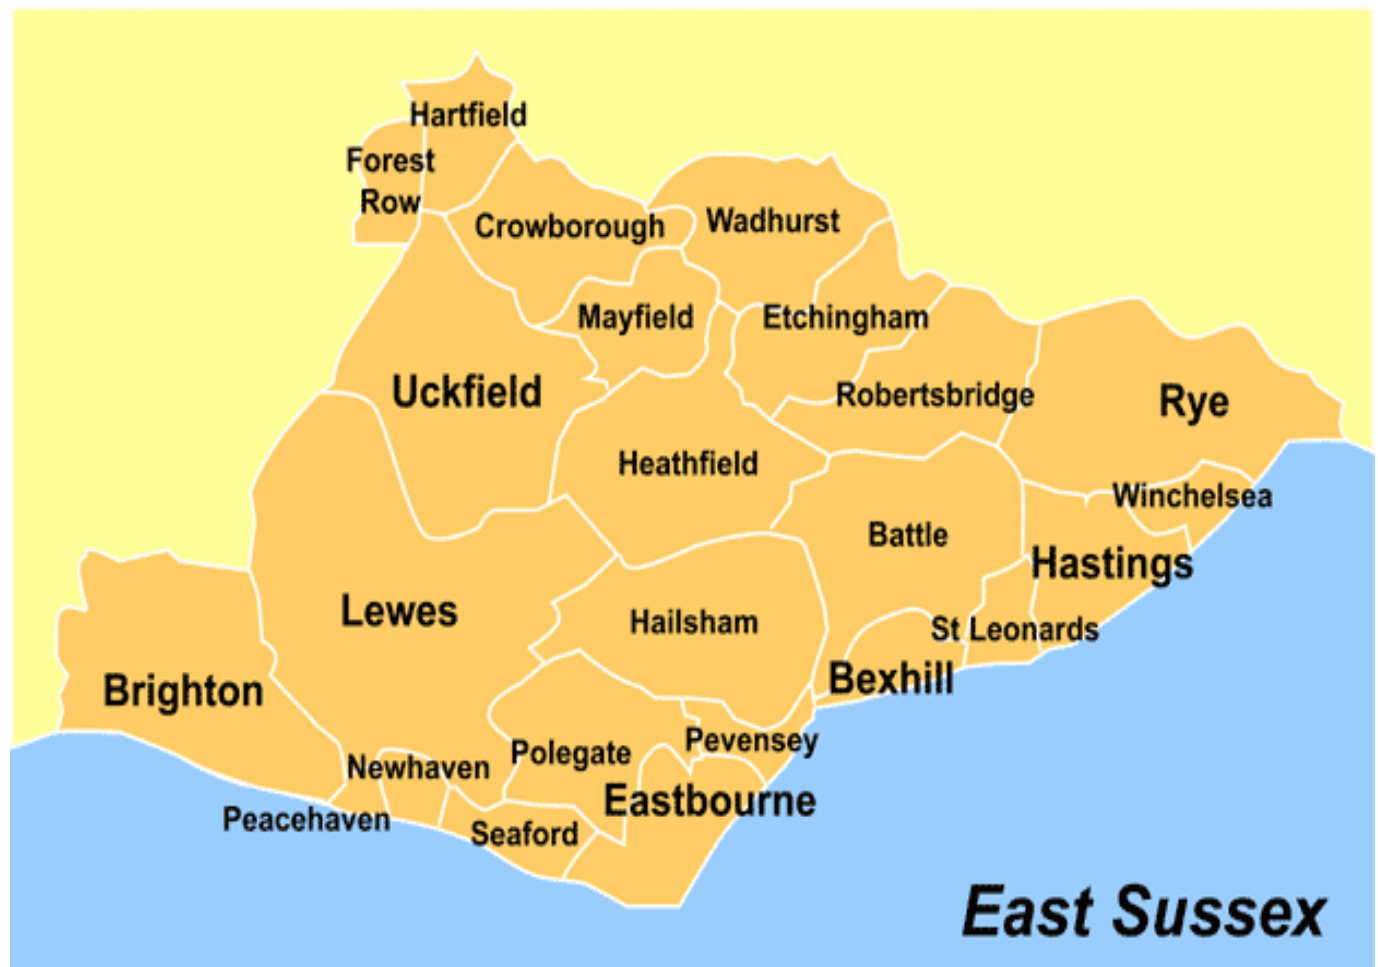 Hartfield
Forest
Row
Crowborough
Wadhurst
Mayfield
Etchingham
Uckfield
Robertsbridge
Rye
Heathfield
Winchelsea
Battle
Hastings
Lewes
Hailsham
St Leonards
Bexhill
Brighton
Pevensey
Polegate
Newhaven
Eastbourne
Peacehaven
Seaford
East Sussex